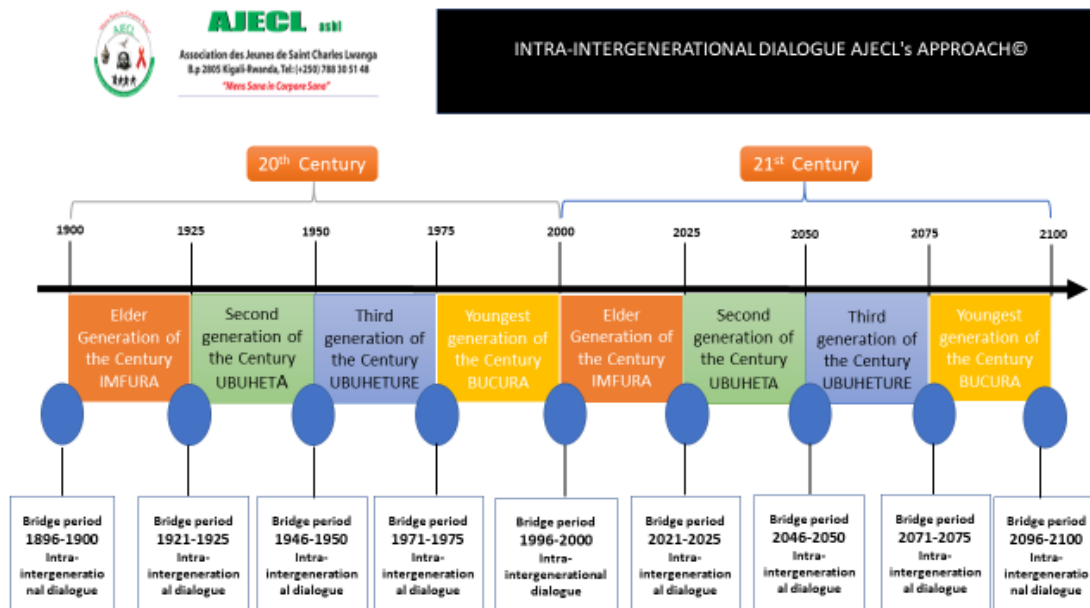 AJECL
AJECL asbl
Association des Jeunes de Saint Charles Lwanga
B.p 2805 Kigali-Rwanda, Tel: (+250) 788 30 51 48
"Mens Sana in Corpore Sano"
INTRA-INTERGENERATIONAL DIALOGUE AJECL's APPROACH©
20th Century
21st Century
1900
1925
1950
1975
2000
2025
2050
2075
2100
Elder
Generation of
the Century
IMFURA
Second
generation of
the Century
UBUHETA
Third
generation of
the Century
UBUHETURE
Youngest
generation of
the Century
BUCURA
Elder
Generation of
the Century
IMFURA
Second
generation of
the Century
UBUHETA
Third
generation of
the Century
UBUHETURE
Youngest
generation of
the Century
BUCURA
Bridge period
1896-1900
Intra-
intergeneratio
nal dialogue
Bridge period
1921-1925
Intra-
intergeneration
al dialogue
Bridge period
1946-1950
Intra-
intergeneration
al dialogue
Bridge period
1971-1975
Intra-
intergeneration
al dialogue
Bridge period
1996-2000
Intra-
intergenerational
dialogue
Bridge period
2021-2025
Intra-
intergeneration
al dialogue
Bridge period
2046-2050
Intra-
intergeneration
al dialogue
Bridge period
2071-2075
Intra-
intergeneration
al dialogue
Bridge period
2096-2100
Intra-
intergeneratio
nal dialogue